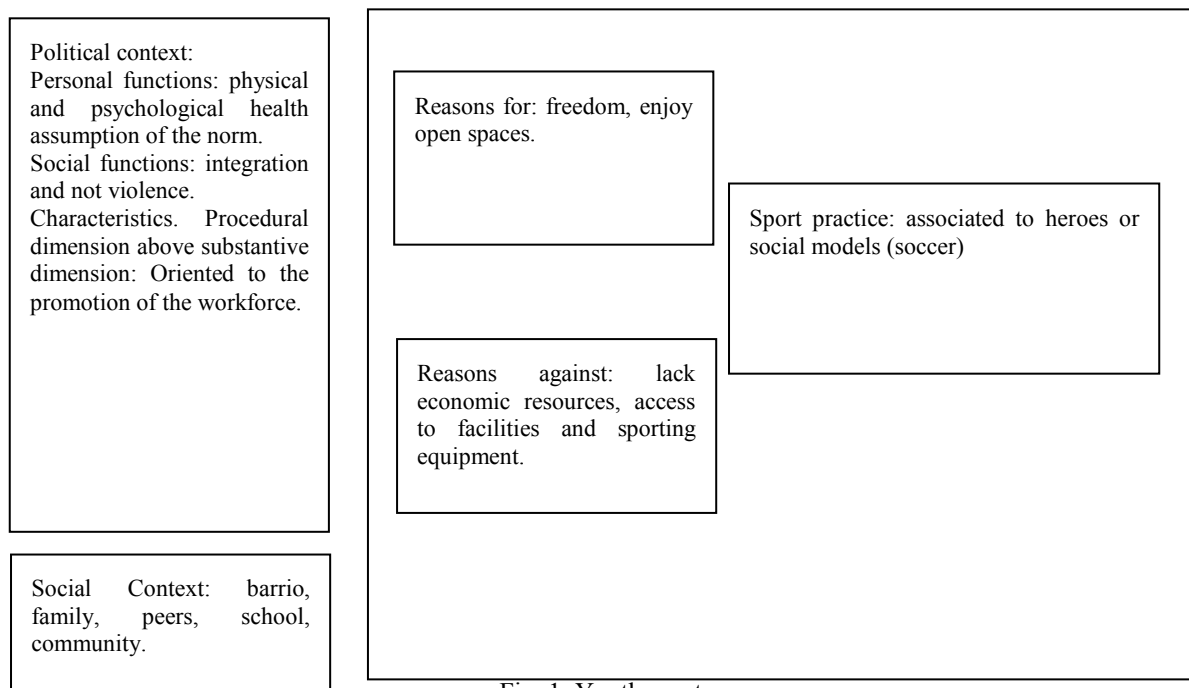 Political context:
Personal functions: physical
and psychological health
assumption of the norm.
Social functions: integration
and not violence.
Characteristics. Procedural
dimension above substantive
dimension: Oriented to the
promotion of the workforce.
Social Context: barrio,
family, peers, school,
community.
Reasons for: freedom, enjoy
open spaces.
Reasons against: lack
economic resources, access
to facilities and sporting
equipment.
Sport practice: associated to heroes or
social models (soccer)
Fig. 1. Youth